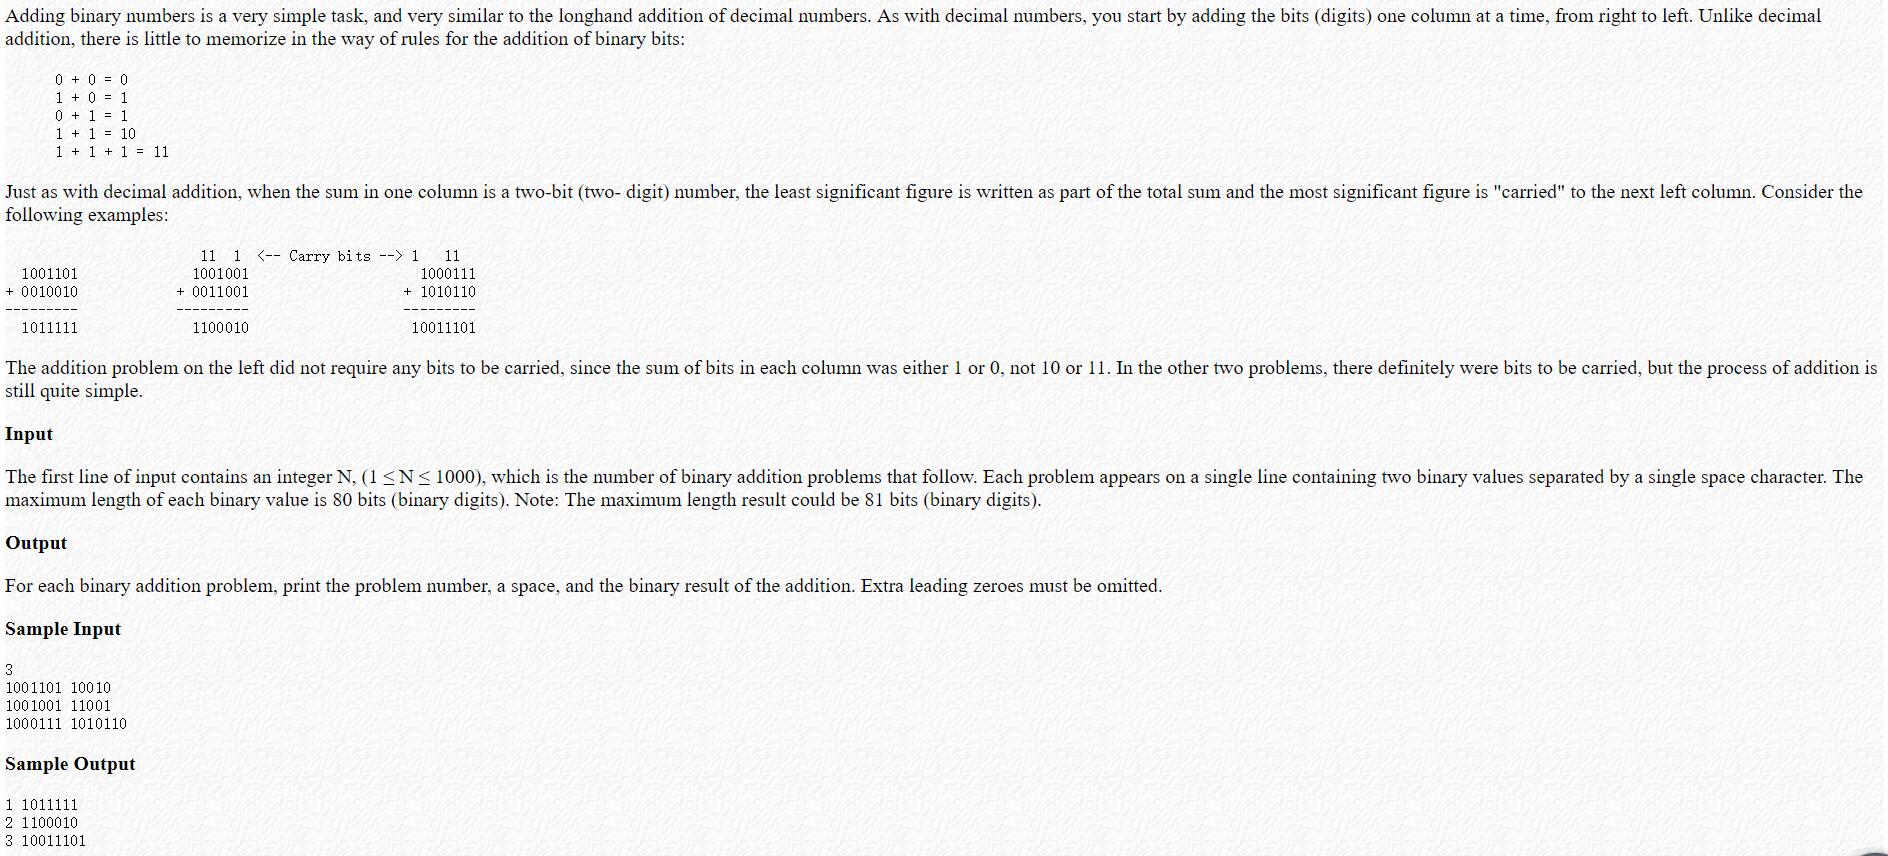 Adding binary numbers is a very simple task, and very similar to the longhand addition of decimal numbers. As with decimal numbers, you start by adding the bits (digits) one column at a time, from right to left. Unlike decimal
addition, there is little to memorize in the way of rules for the addition of binary bits:
0 + 0 = 0
1 + 0 = 1
0 + 1 = 1
1 + 1 = 10
1 + 1 + 1 = 11
Just as with decimal addition, when the sum in one column is a two-bit (two- digit) number, the least significant figure is written as part of the total sum and the most significant figure is "carried" to the next left column. Consider the
following examples:
                        11  1  <-- Carry bits --> 1   11
  1001101              1001001                     1000111
+ 0010010            + 0011001                   + 1010110
---------            ---------                   ---------
  1011111              1100010                    10011101
The addition problem on the left did not require any bits to be carried, since the sum of bits in each column was either 1 or 0, not 10 or 11. In the other two problems, there definitely were bits to be carried, but the process of addition is
still quite simple.
Input
The first line of input contains an integer N, (1 ≤ N ≤ 1000), which is the number of binary addition problems that follow. Each problem appears on a single line containing two binary values separated by a single space character. The
maximum length of each binary value is 80 bits (binary digits). Note: The maximum length result could be 81 bits (binary digits).
Output
For each binary addition problem, print the problem number, a space, and the binary result of the addition. Extra leading zeroes must be omitted.
Sample Input
3
1001101 10010
1001001 11001
1000111 1010110
Sample Output
1 1011111
2 1100010
3 10011101